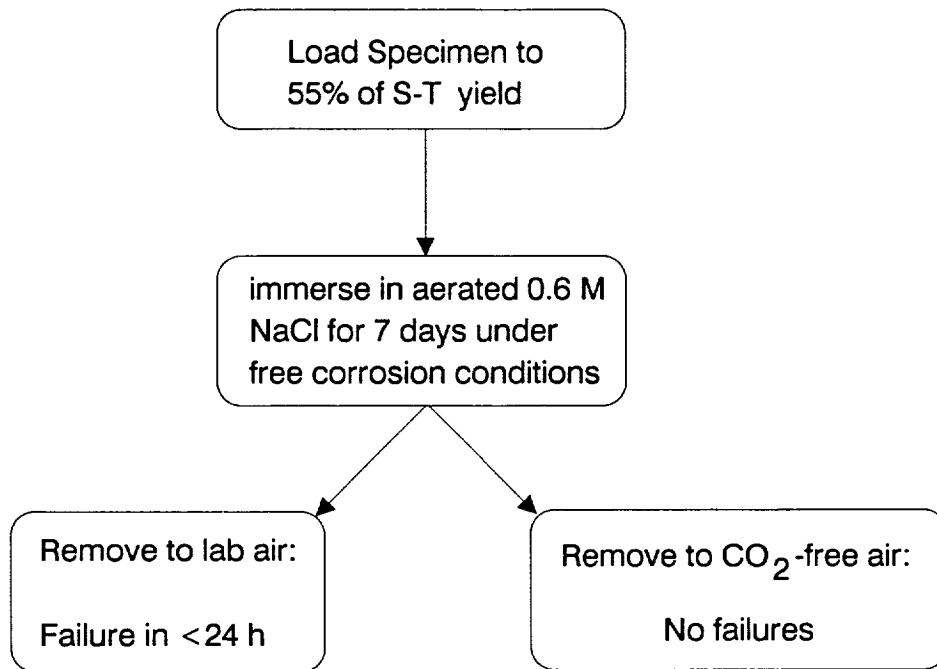 Load Specimen to
55% of S-T yield
immerse in aerated 0.6 M
NaCl for 7 days under
free corrosion conditions
Remove to lab air:
Failure in <24 h
Remove to CO2-free air:
No failures